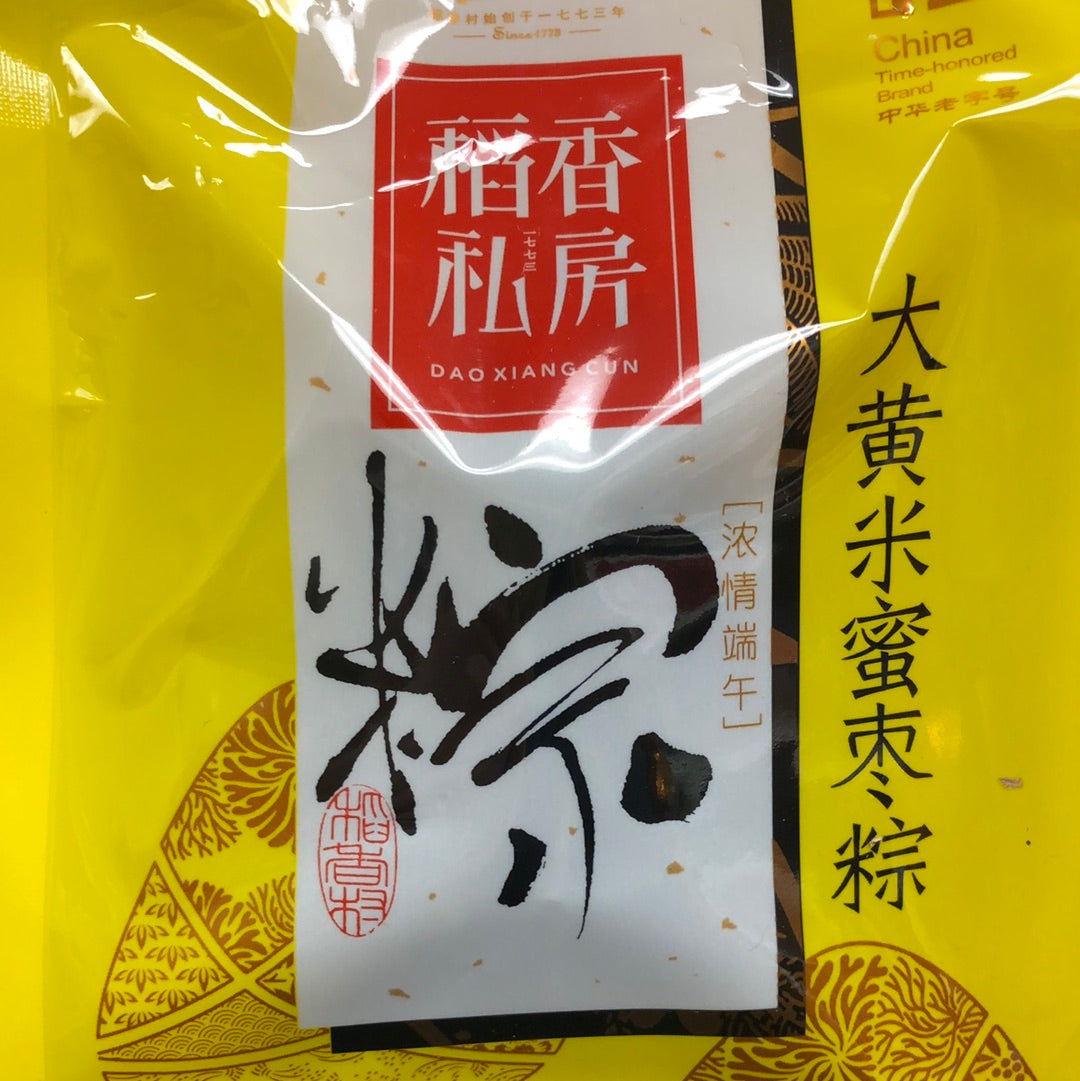 稻香村始创于一七七三年
Since1773
China
Time-honored
Brand
中华老字号
稻香
私房
一七七三
DAO XIANG CUN
粽
[浓情端午]
大黄米蜜枣粽
稻香村